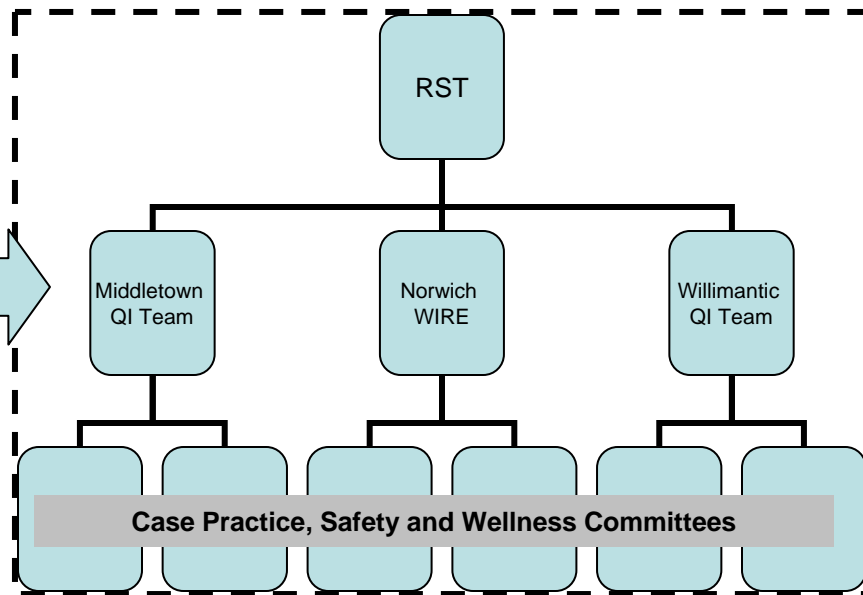 RST
Middletown
QI Team
Norwich
WIRE
Willimantic
QI Team
Case Practice, Safety and Wellness Committees